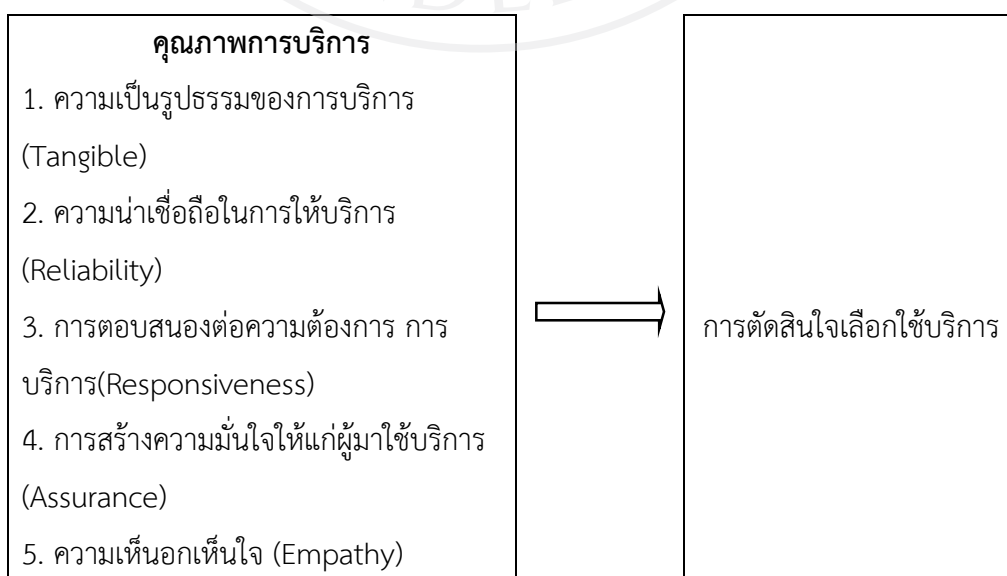 คุณภาพการบริการ
1. ความเป็นรูปธรรมของการบริการ
(Tangible)
2. ความน่าเชื่อถือในการให้บริการ
(Reliability)
3. การตอบสนองต่อความต้องการ การ
บริการ(Responsiveness)
4. การสร้างความมั่นใจให้แก่ผู้มาใช้บริการ
(Assurance)
5. ความเห็นอกเห็นใจ (Empathy)
การตัดสินใจเลือกใช้บริการ